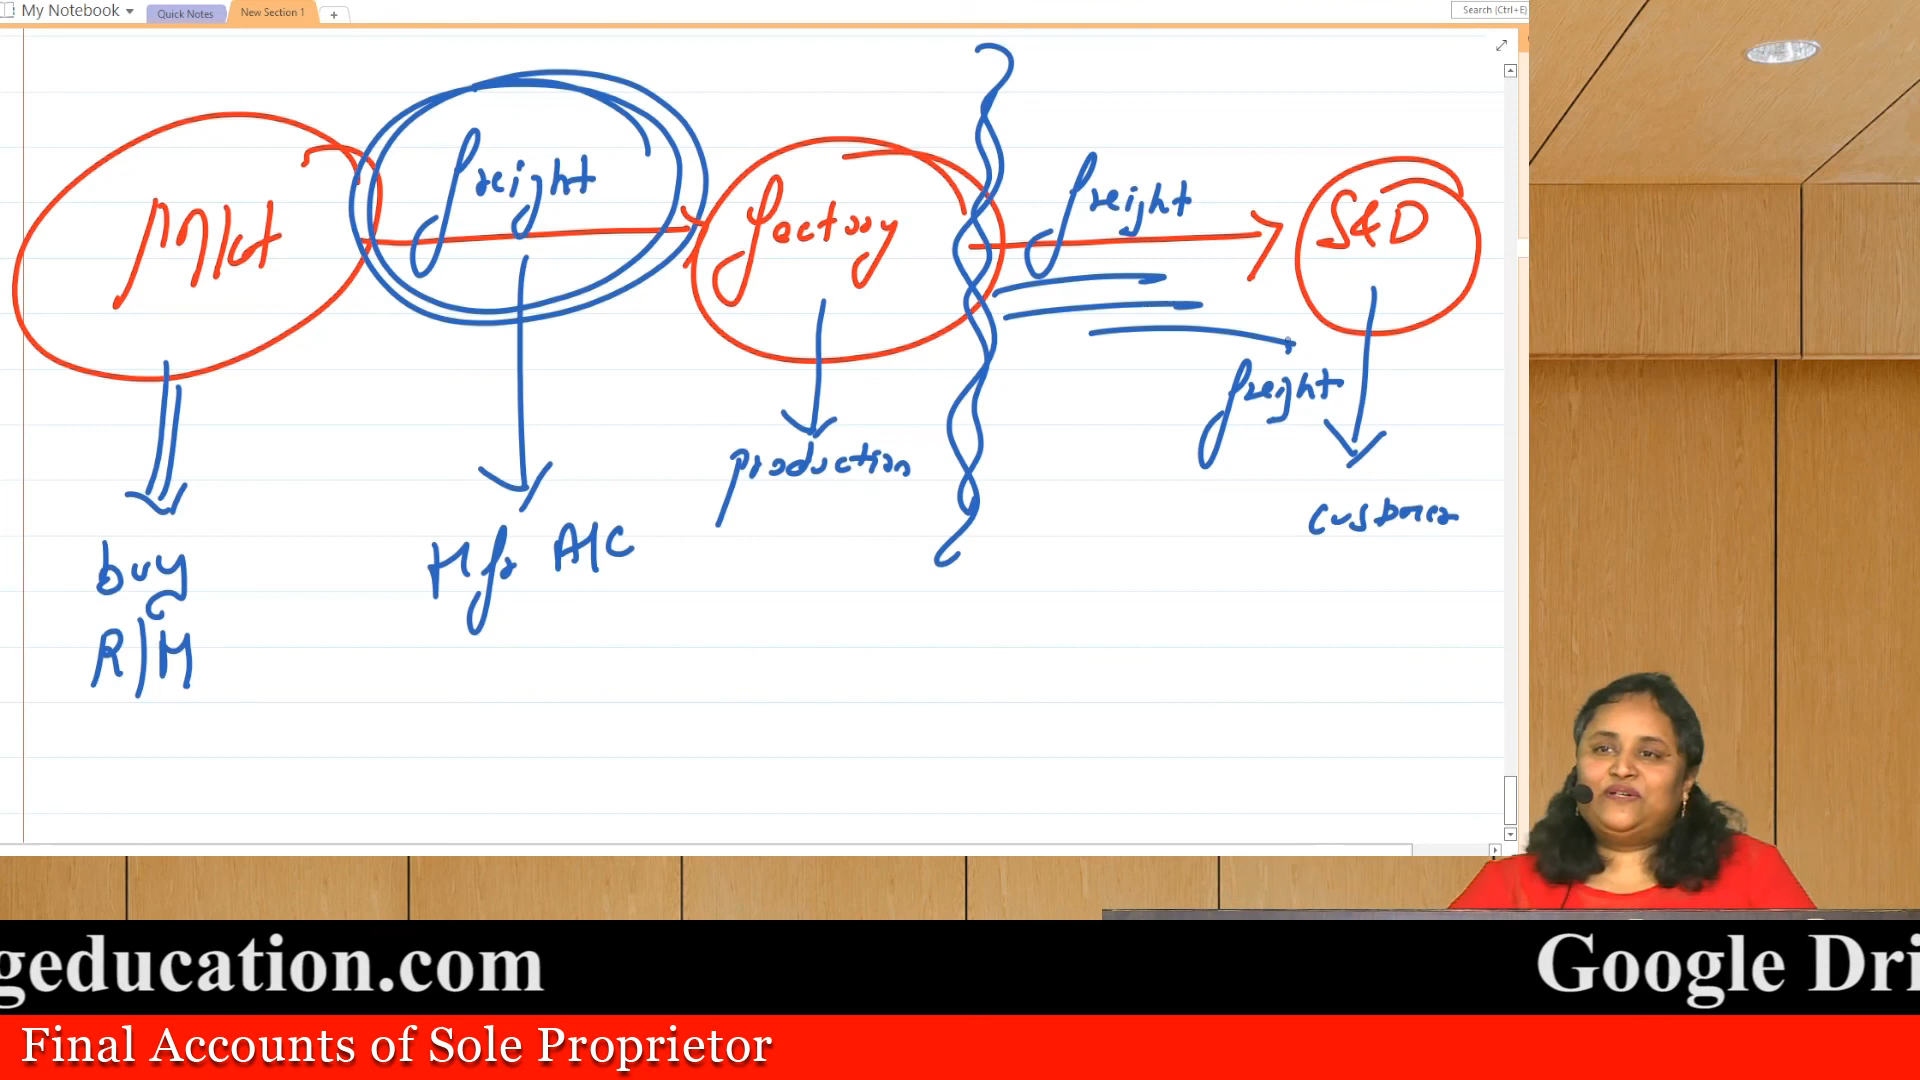 My Notebook
Quick Notes
New Section 1
Search (Ctrl+E)
Mkt
freight
factory
freight
S&D
freight
production
customer
buy
R/M
Mfr A/C
geducation.com
Google Dri
Final Accounts of Sole Proprietor